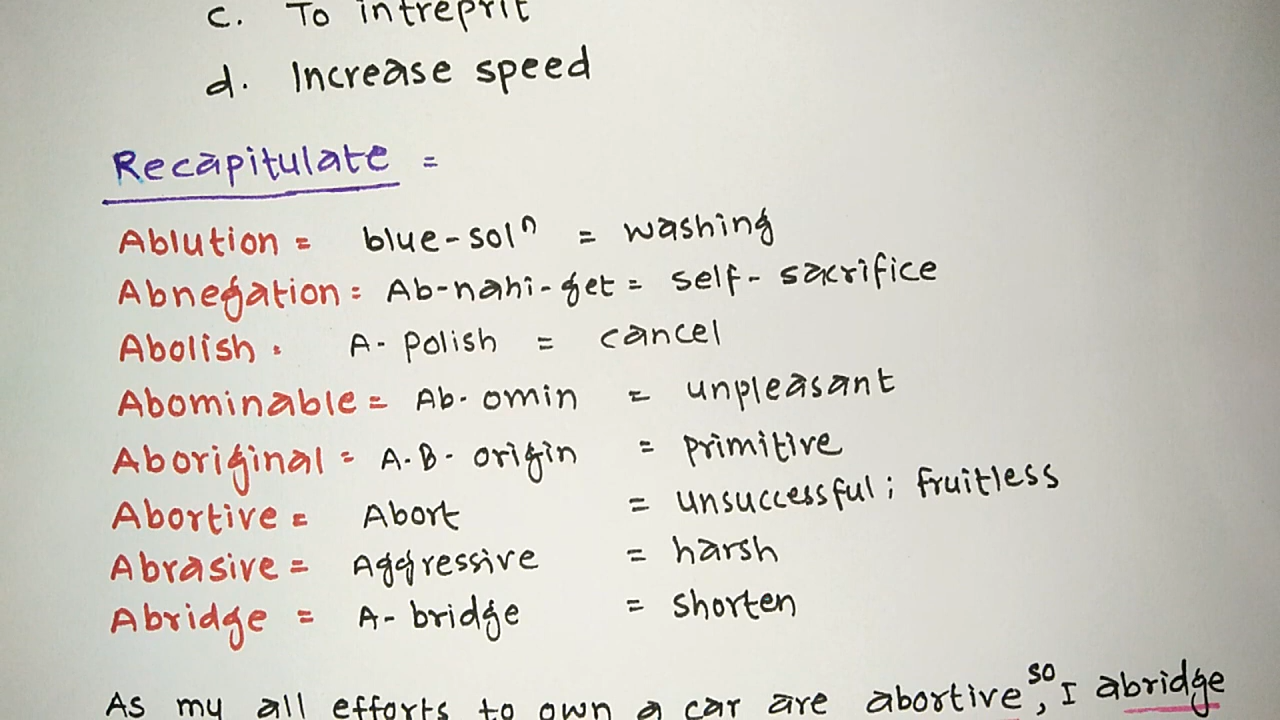 c. To intreprit
d. Increase speed
Recapitulate =
Ablution = blue-solⁿ = washing
Abnegation = Ab-nahi-get = self-sacrifice
Abolish = A-polish = cancel
Abominable = Ab-omin = unpleasant
Aboriginal = A.B-origin = primitive
Abortive = Abort = unsuccessful; fruitless
Abrasive = Aggressive = harsh
Abridge = A-bridge = shorten
As my all efforts to own a car are abortive, so I abridge